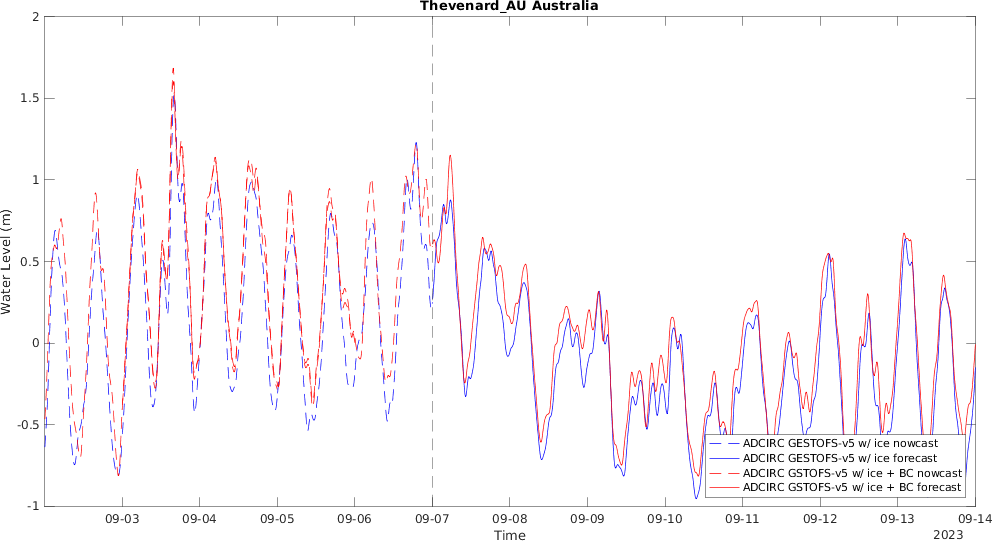 Thevenard_AU Australia
2
1.5
1
0.5
0
-0.5
-1
Water Level (m)
ADCIRC GESTOFS-v5 w/ ice nowcast
ADCIRC GESTOFS-v5 w/ ice forecast
ADCIRC GSTOFS-v5 w/ ice + BC nowcast
ADCIRC GSTOFS-v5 w/ ice + BC forecast
09-03 09-04 09-05 09-06 09-07 09-08 09-09 09-10 09-11 09-12 09-13 09-14
Time
2023